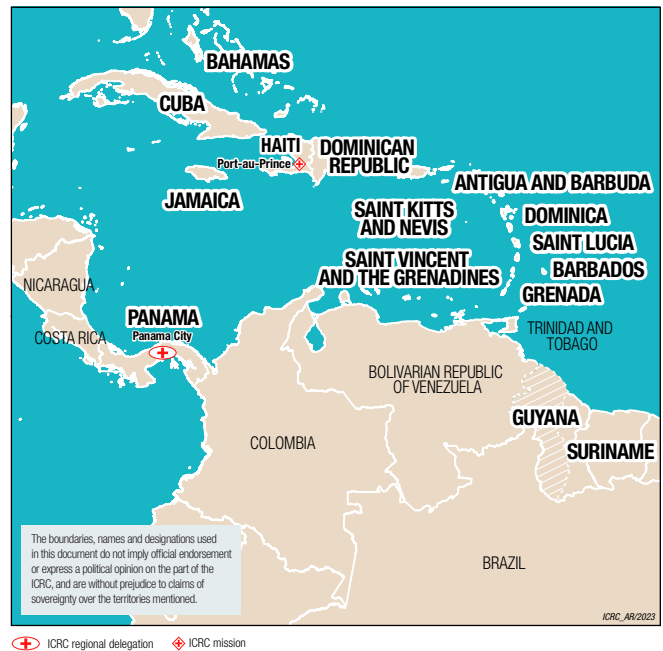 BAHAMAS
CUBA
HAITI
Port-au-Prince
DOMINICAN
REPUBLIC
JAMAICA
ANTIGUA AND BARBUDA
SAINT KITTS
AND NEVIS
DOMINICA
SAINT LUCIA
SAINT VINCENT
AND THE GRENADINES
BARBADOS
GRENADA
NICARAGUA
PANAMA
Panama City
COSTA RICA
TRINIDAD AND
TOBAGO
BOLIVARIAN REPUBLIC
OF VENEZUELA
GUYANA
COLOMBIA
SURINAME
BRAZIL
The boundaries, names and designations used
in this document do not imply official endorsement
or express a political opinion on the part of the
ICRC, and are without prejudice to claims of
sovereignty over the territories mentioned.
ICRC_AR/2023
ICRC regional delegation
ICRC mission